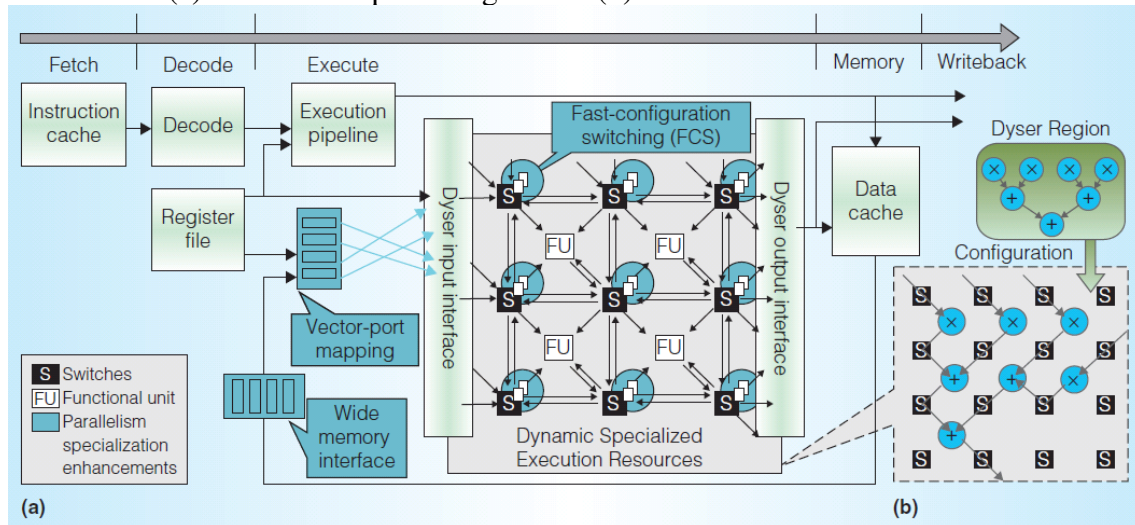 Fetch
Decode
Execute
Memory
Writeback
Instruction
cache
Decode
Execution
pipeline
Fast-configuration
switching (FCS)
Dyser Region
× × × ×
+ +
+
Register
file
Dyser input interface
S S S
FU FU
S S S
FU FU
S S S
Dyser output interface
Data
cache
Vector-port
mapping
Wide
memory
interface
Dynamic Specialized
Execution Resources
Configuration
S S S S
× × ×
S S S S
+ + ×
S S S S
+
S S S S
S Switches
FU Functional unit
Parallelism
specialization
enhancements
(a)
(b)